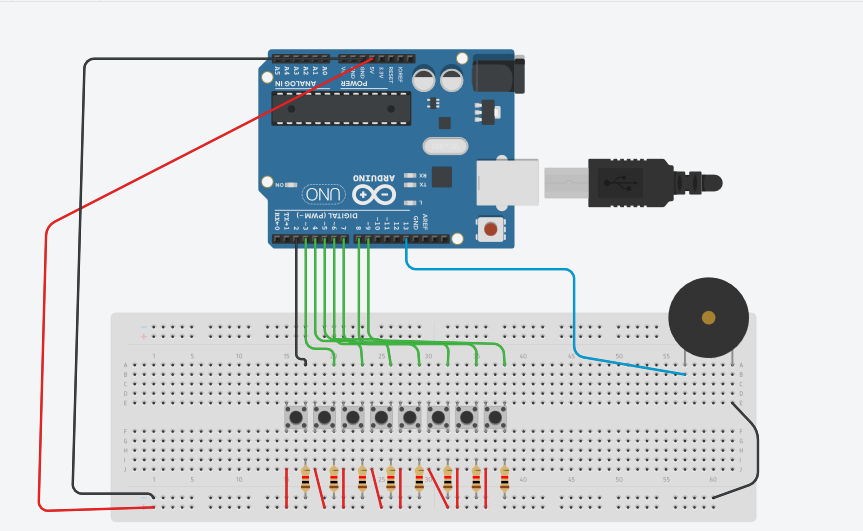 A5 A4 A3 A2 A1 A0
GND 5V 3.3V RESET IOREF
ANALOG IN POWER
RX
TX
ON
ARDUINO
UNO
L
DIGITAL (PWM~)
RX←0 TX→1 2 ~3 4 ~5 ~6 7 8 ~9 ~10 ~11 12 13 GND AREF
1 5 10 15 20 25 30 35 40 45 50 55 60
A A
B B
C C
D D
E E
F F
G G
H H
I I
J J
1 5 10 15 20 25 30 35 40 45 50 55 60